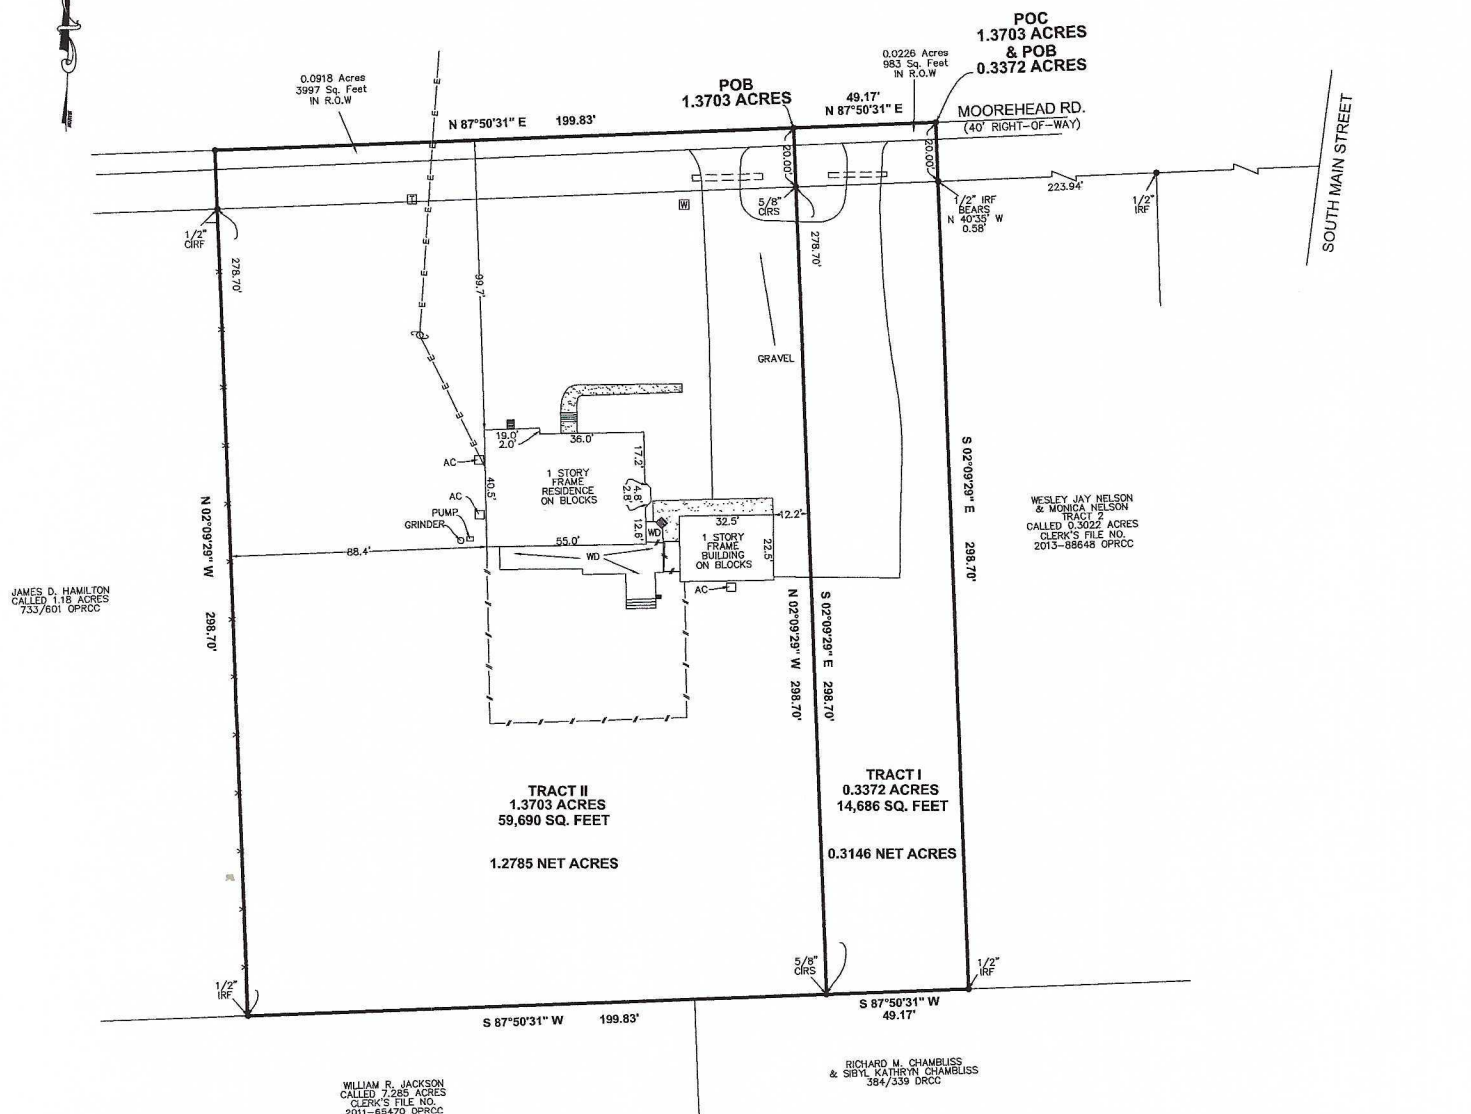 POC
1.3703 ACRES
& POB
0.3372 ACRES
0.0226 Acres
983 Sq. Feet
IN R.O.W
0.0918 Acres
3997 Sq. Feet
IN R.O.W
POB
1.3703 ACRES
49.17'
N 87°50'31" E
N 87°50'31" E 199.83'
MOOREHEAD RD.
(40' RIGHT-OF-WAY)
SOUTH MAIN STREET
20.00'
20.00'
223.94'
1/2"
IRF
1/2" IRF
BEARS
N 40°35' W
0.58'
5/8"
CIRS
T
W
1/2"
CIRF
278.70'
278.70'
99.7'
E
E
E
E
E
E
E
E
E
E
GRAVEL
19.0'
2.0'
36.0'
17.2'
AC
1 STORY
FRAME
RESIDENCE
ON BLOCKS
40.5'
4.8'
2.8'
AC
PUMP
GRINDER
12.6'
WD
32.5'
12.2'
1 STORY
FRAME
BUILDING
ON BLOCKS
22.5'
55.0'
WD
88.4'
AC
N 02°09'29" W 298.70'
N 02°09'29" W 298.70'
S 02°09'29" E 298.70'
S 02°09'29" E 298.70'
WESLEY JAY NELSON
& MONICA NELSON
TRACT 2
CALLED 0.3022 ACRES
CLERK'S FILE NO.
2013-88648 OPRCC
JAMES D. HAMILTON
CALLED 1.18 ACRES
733/601 OPRCC
TRACT II
1.3703 ACRES
59,690 SQ. FEET
1.2785 NET ACRES
TRACT I
0.3372 ACRES
14,686 SQ. FEET
0.3146 NET ACRES
1/2"
IRF
5/8"
CIRS
1/2"
IRF
S 87°50'31" W 199.83'
S 87°50'31" W
49.17'
RICHARD M. CHAMBLISS
& SIBYL KATHRYN CHAMBLISS
384/339 DRCC
WILLIAM R. JACKSON
CALLED 7.285 ACRES
CLERK'S FILE NO.
2011-65470 OPRCC